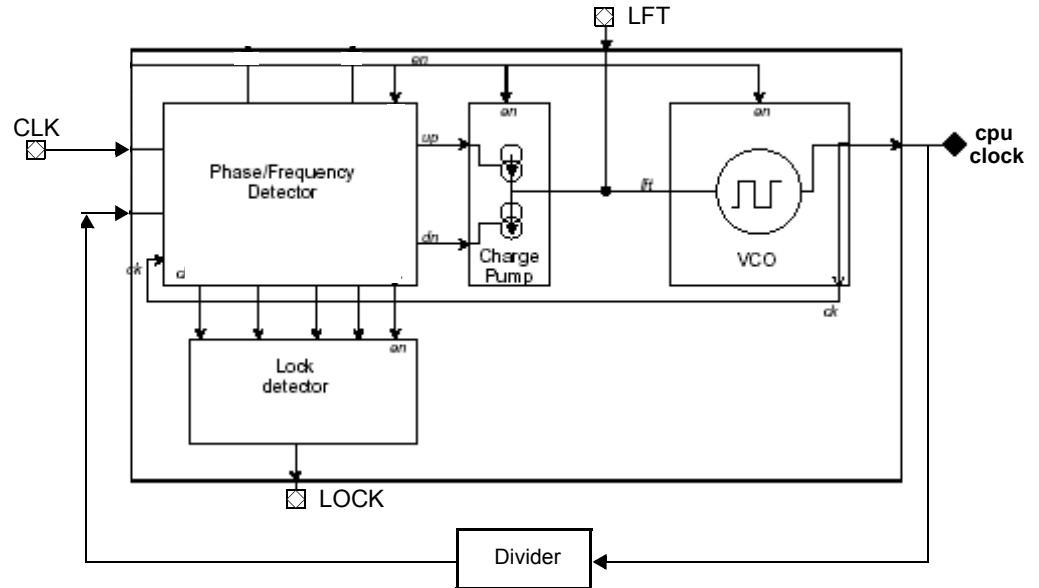 LFT
en
CLK
up
en
en
cpu
clock
Phase/Frequency
Detector
lft
dn
Charge
Pump
VCO
ck
d
ck
en
Lock
detector
LOCK
Divider